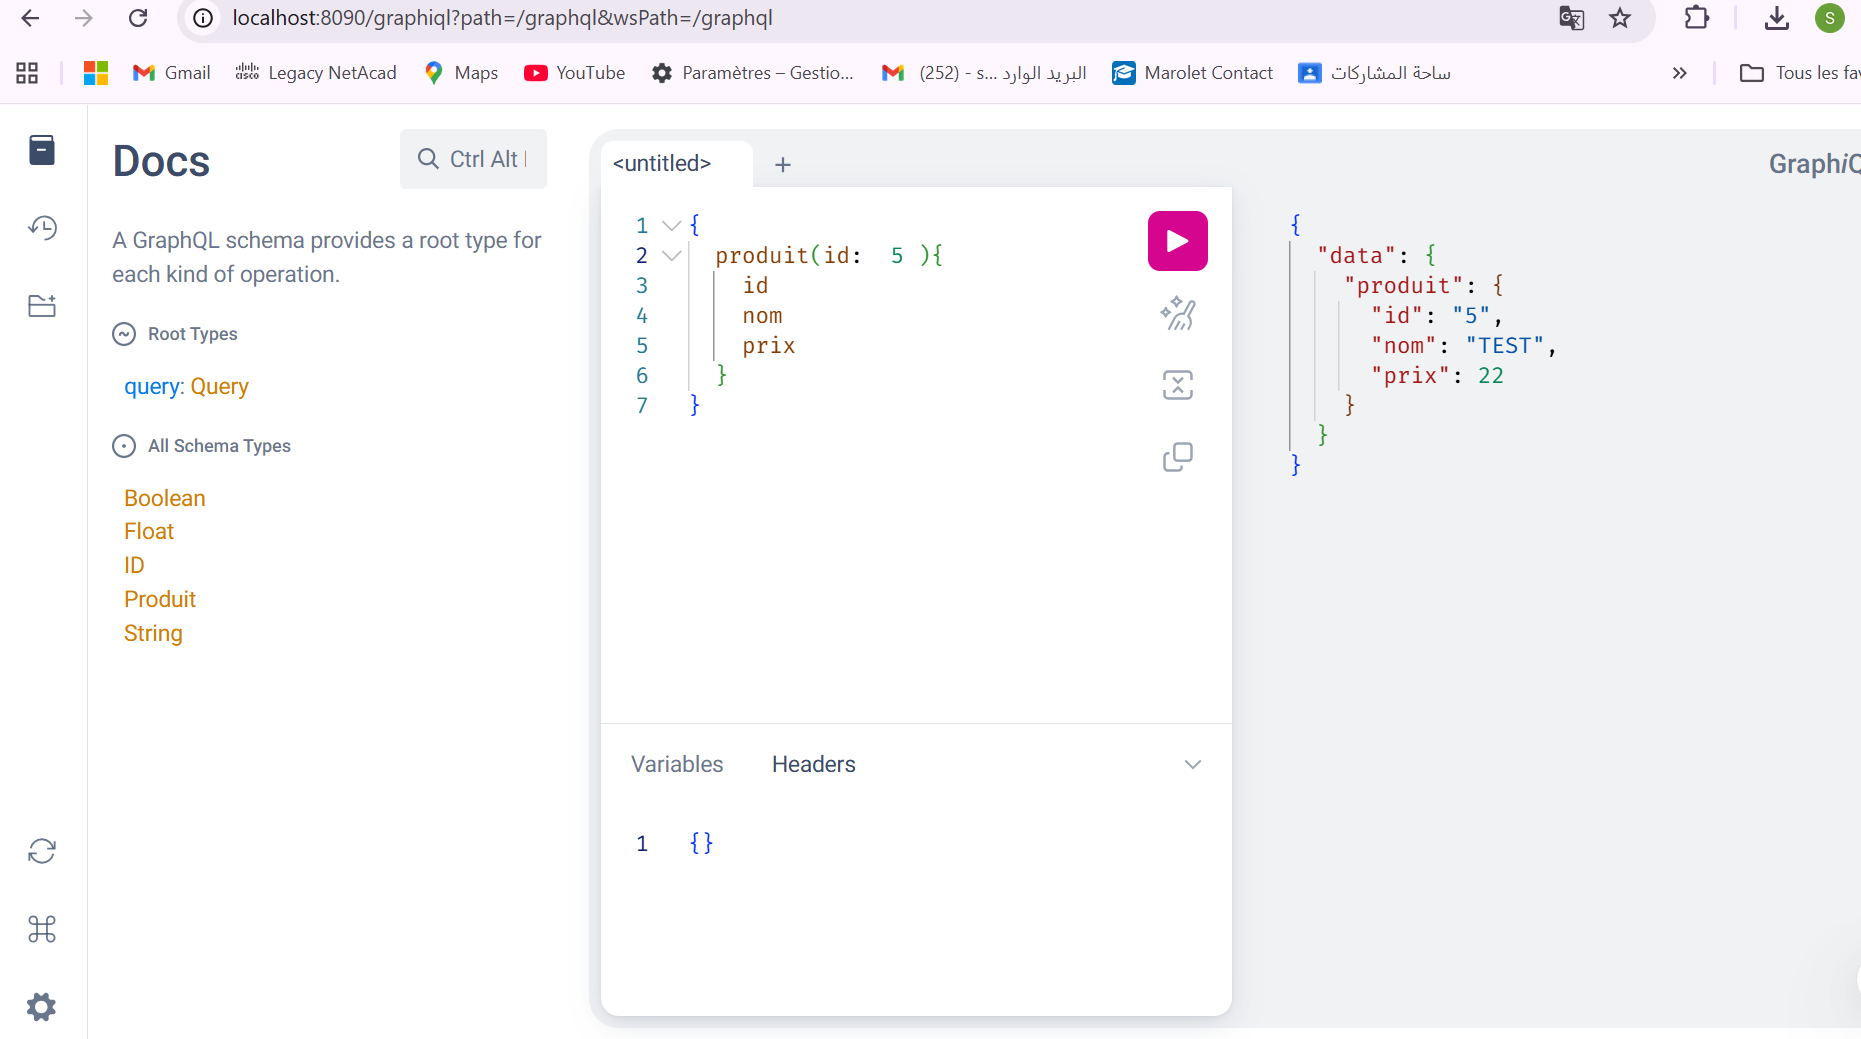 localhost:8090/graphiql?path=/graphql&wsPath=/graphql
S
Gmail
cisco Legacy NetAcad
Maps
YouTube
Paramètres – Gestio...
البريد الوارد (252) - s...
Marolet Contact
ساحة المشاركات
Tous les fav
Docs
Ctrl Alt
A GraphQL schema provides a root type for
each kind of operation.
Root Types
query: Query
All Schema Types
Boolean
Float
ID
Produit
String
<untitled>
+
GraphiQ
1 {
2 produit(id:  5 ){
3 id
4 nom
5 prix
6 }
7 }
{
"data": {
"produit": {
"id": "5",
"nom": "TEST",
"prix": 22
}
}
}
Variables
Headers
1 {}